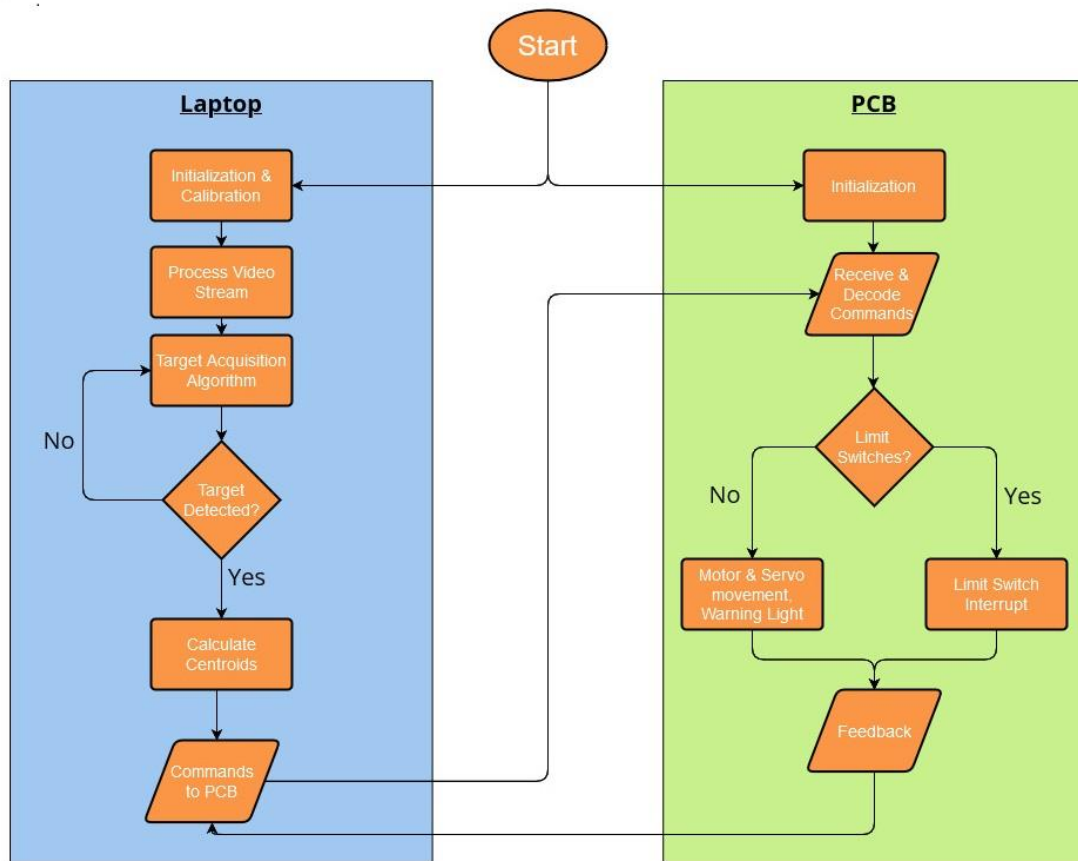 Start
Laptop
Initialization &
Calibration
Process Video
Stream
Target Acquisition
Algorithm
No
Target
Detected?
Yes
Calculate
Centroids
Commands
to PCB
PCB
Initialization
Receive &
Decode
Commands
Limit
Switches?
No
Yes
Motor & Servo
movement,
Warning Light
Limit Switch
Interrupt
Feedback